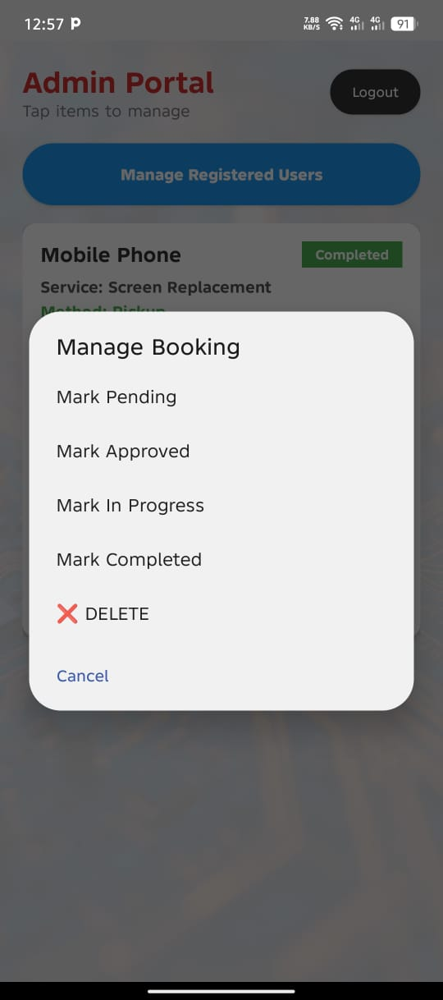 12:57 P 7.88 KB/S 4G 4G 91
Admin Portal
Tap items to manage
Logout
Manage Registered Users
Mobile Phone
Completed
Service: Screen Replacement
Method: Pickup
Manage Booking
Mark Pending
Mark Approved
Mark In Progress
Mark Completed
❌ DELETE
Cancel